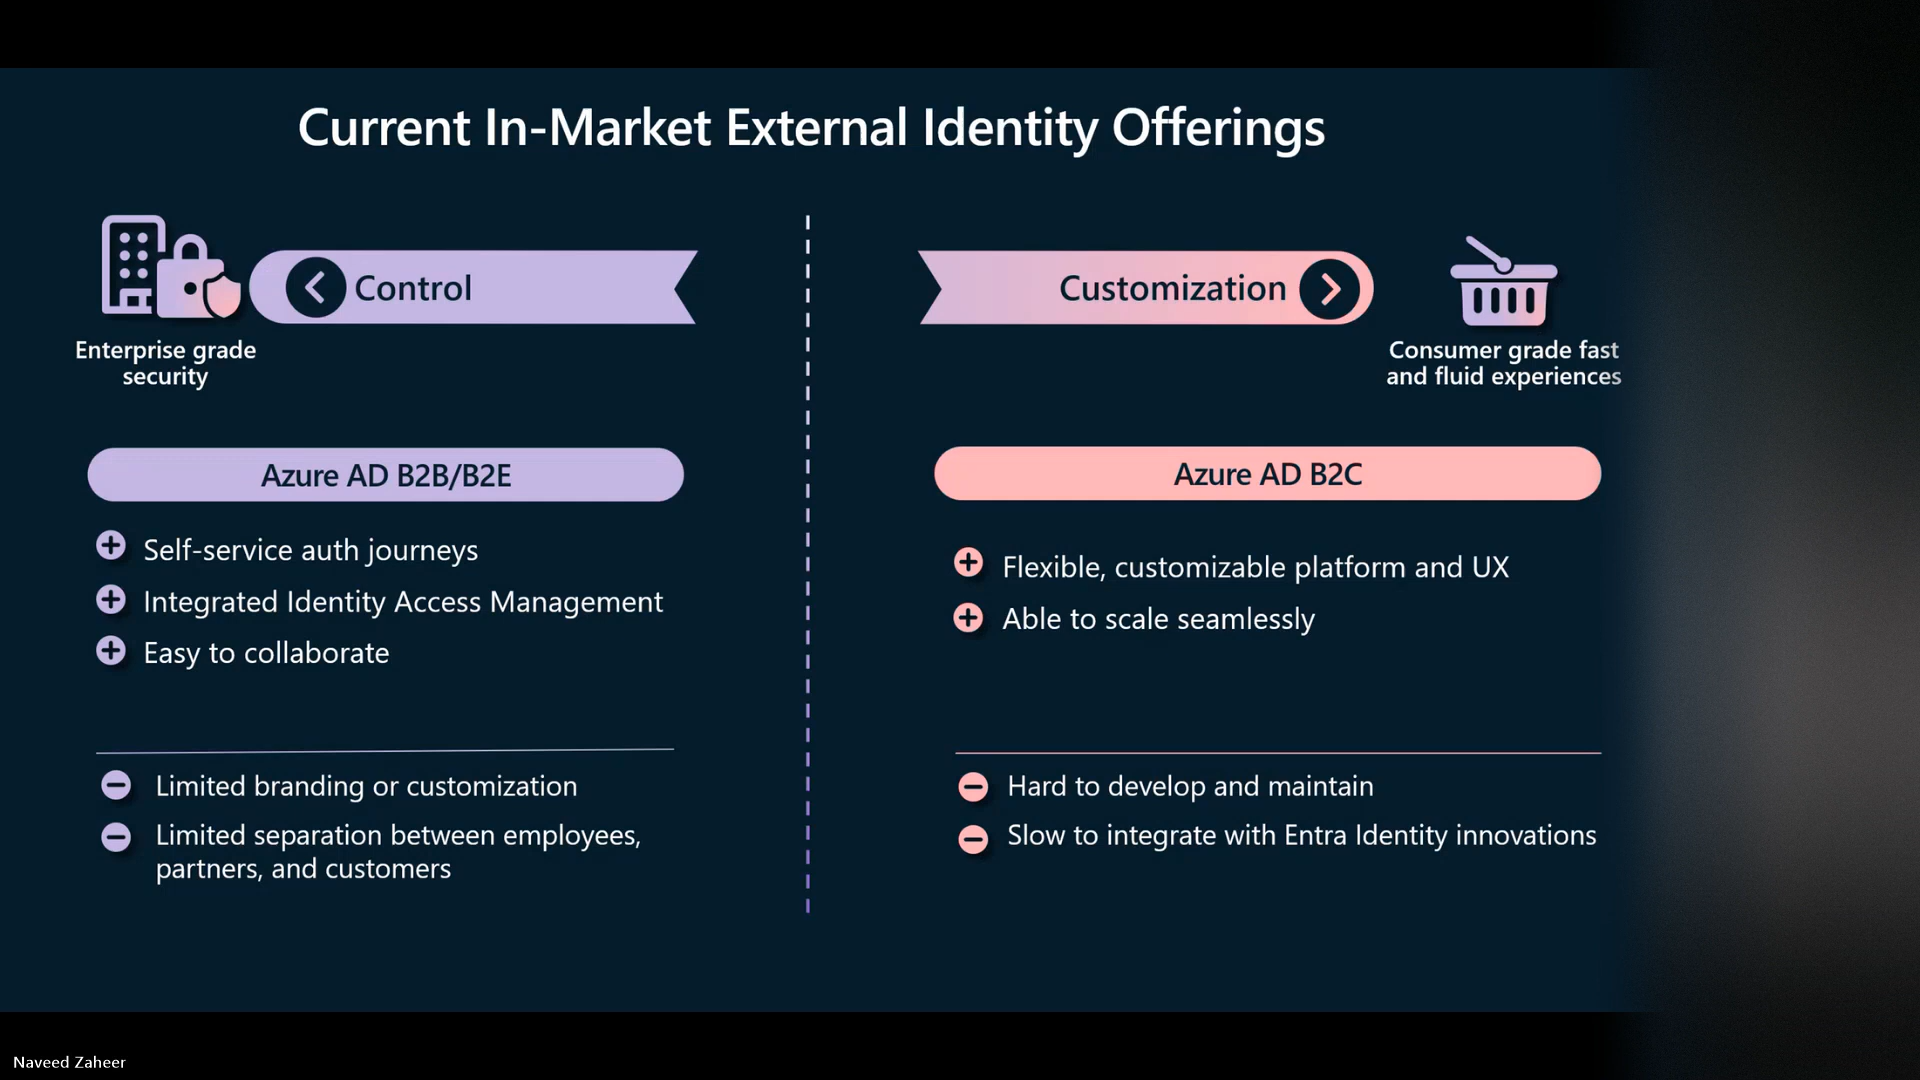 Current In-Market External Identity Offerings
Control
Enterprise grade
security
Azure AD B2B/B2E
Self-service auth journeys
Integrated Identity Access Management
Easy to collaborate
Limited branding or customization
Limited separation between employees,
partners, and customers
Customization
Consumer grade fast
and fluid experiences
Azure AD B2C
Flexible, customizable platform and UX
Able to scale seamlessly
Hard to develop and maintain
Slow to integrate with Entra Identity innovations
Naveed Zaheer